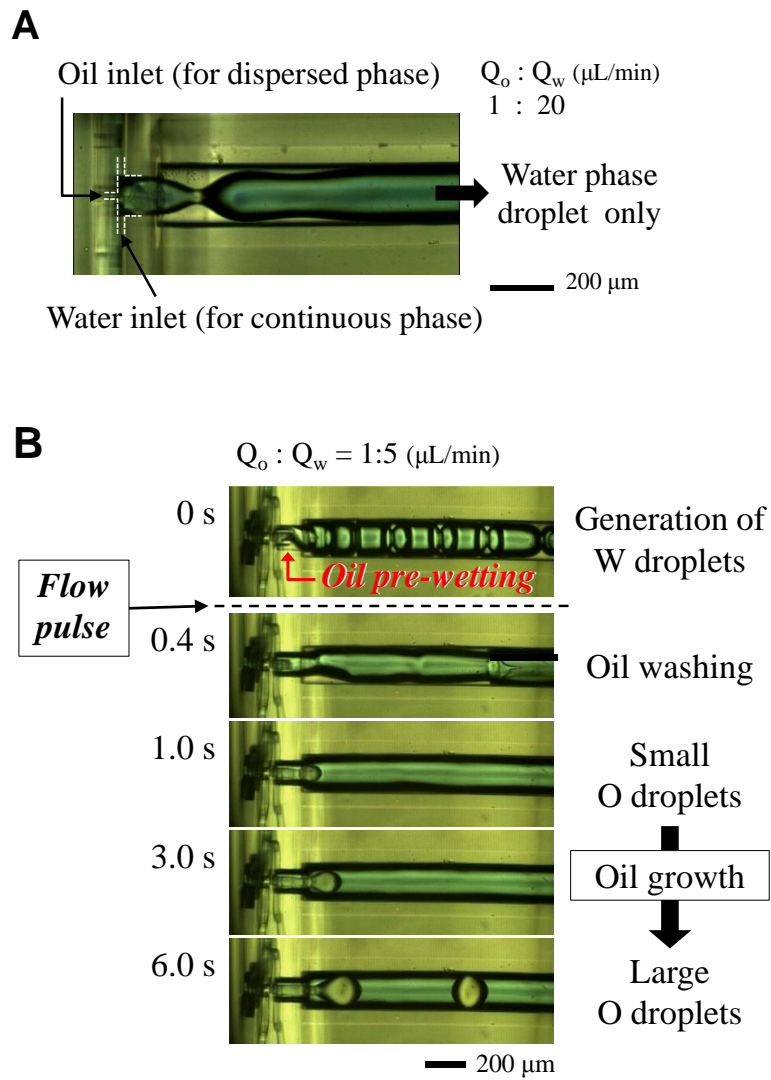 A
Oil inlet (for dispersed phase)
Qo : Qw (μL/min)
1 : 20
Water phase
droplet only
200 μm
Water inlet (for continuous phase)
B
Qo : Qw = 1:5 (μL/min)
0 s
Oil pre-wetting
Generation of
W droplets
Flow
pulse
0.4 s
Oil washing
1.0 s
Small
O droplets
3.0 s
Oil growth
6.0 s
Large
O droplets
200 μm